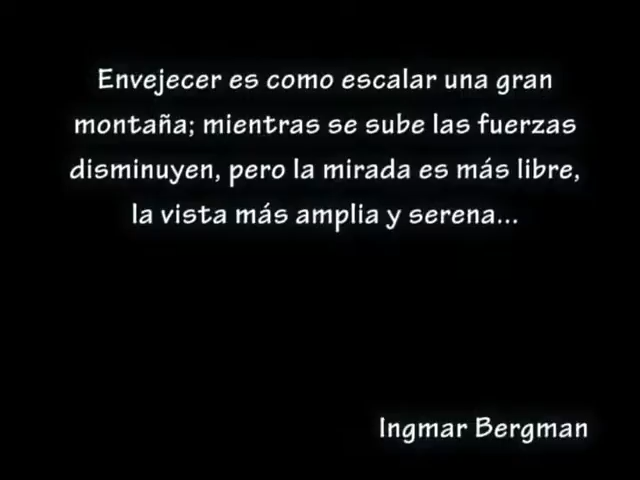 Envejecer es como escalar una gran
montaña; mientras se sube las fuerzas
disminuyen, pero la mirada es más libre,
la vista más amplia y serena...
Ingmar Bergman